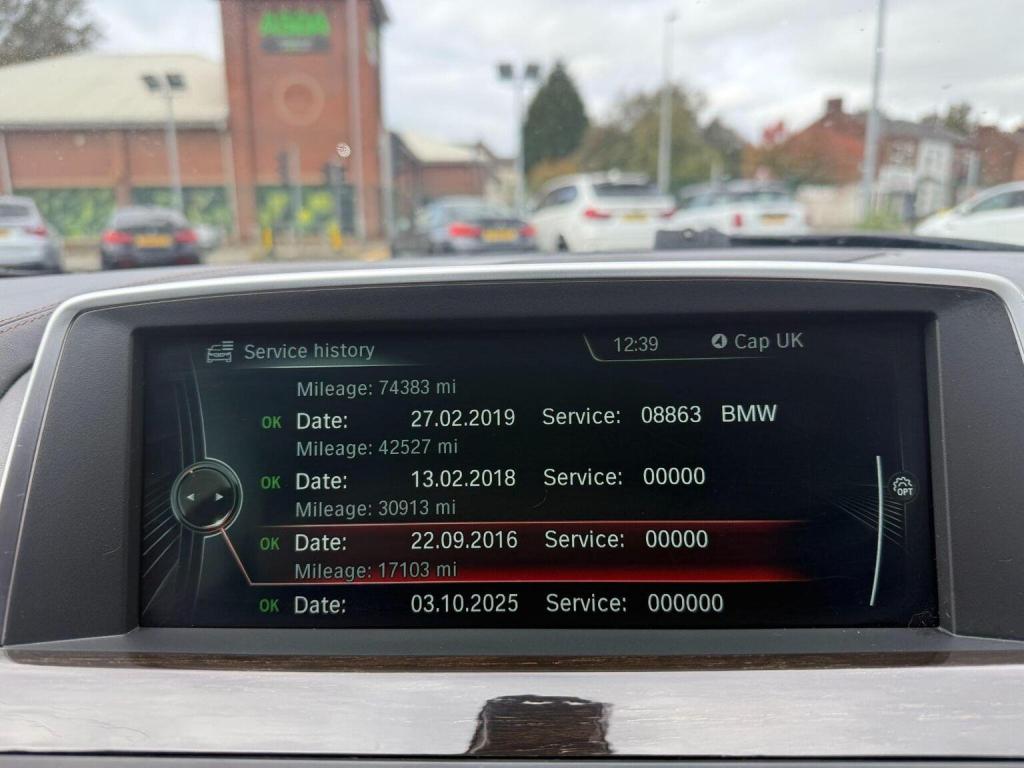 ASDA
Service history 12:39 Cap UK
Mileage: 74383 mi
OK Date: 27.02.2019 Service: 08863 BMW
Mileage: 42527 mi
OK Date: 13.02.2018 Service: 00000
Mileage: 30913 mi
OPT
OK Date: 22.09.2016 Service: 00000
Mileage: 17103 mi
OK Date: 03.10.2025 Service: 000000